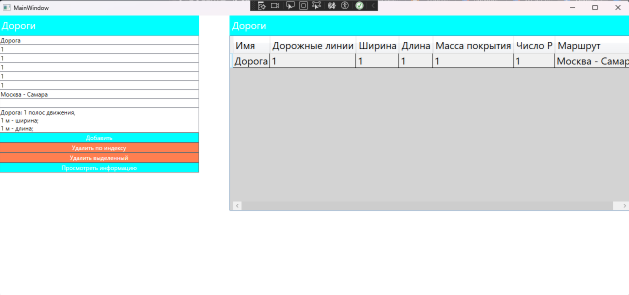 MainWindow
Дороги
Дорога
1
1
1
1
1
Москва - Самара
Дорога: 1 полос движения,
1 м - ширина;
1 м - длина;
Добавить
Удалить по индексу
Удалить выделенный
Просмотреть информацию
Дороги
Имя Дорожные линии Ширина Длина Масса покрытия Число Р Маршрут
Дорога 1 1 1 1 1 Москва - Самар